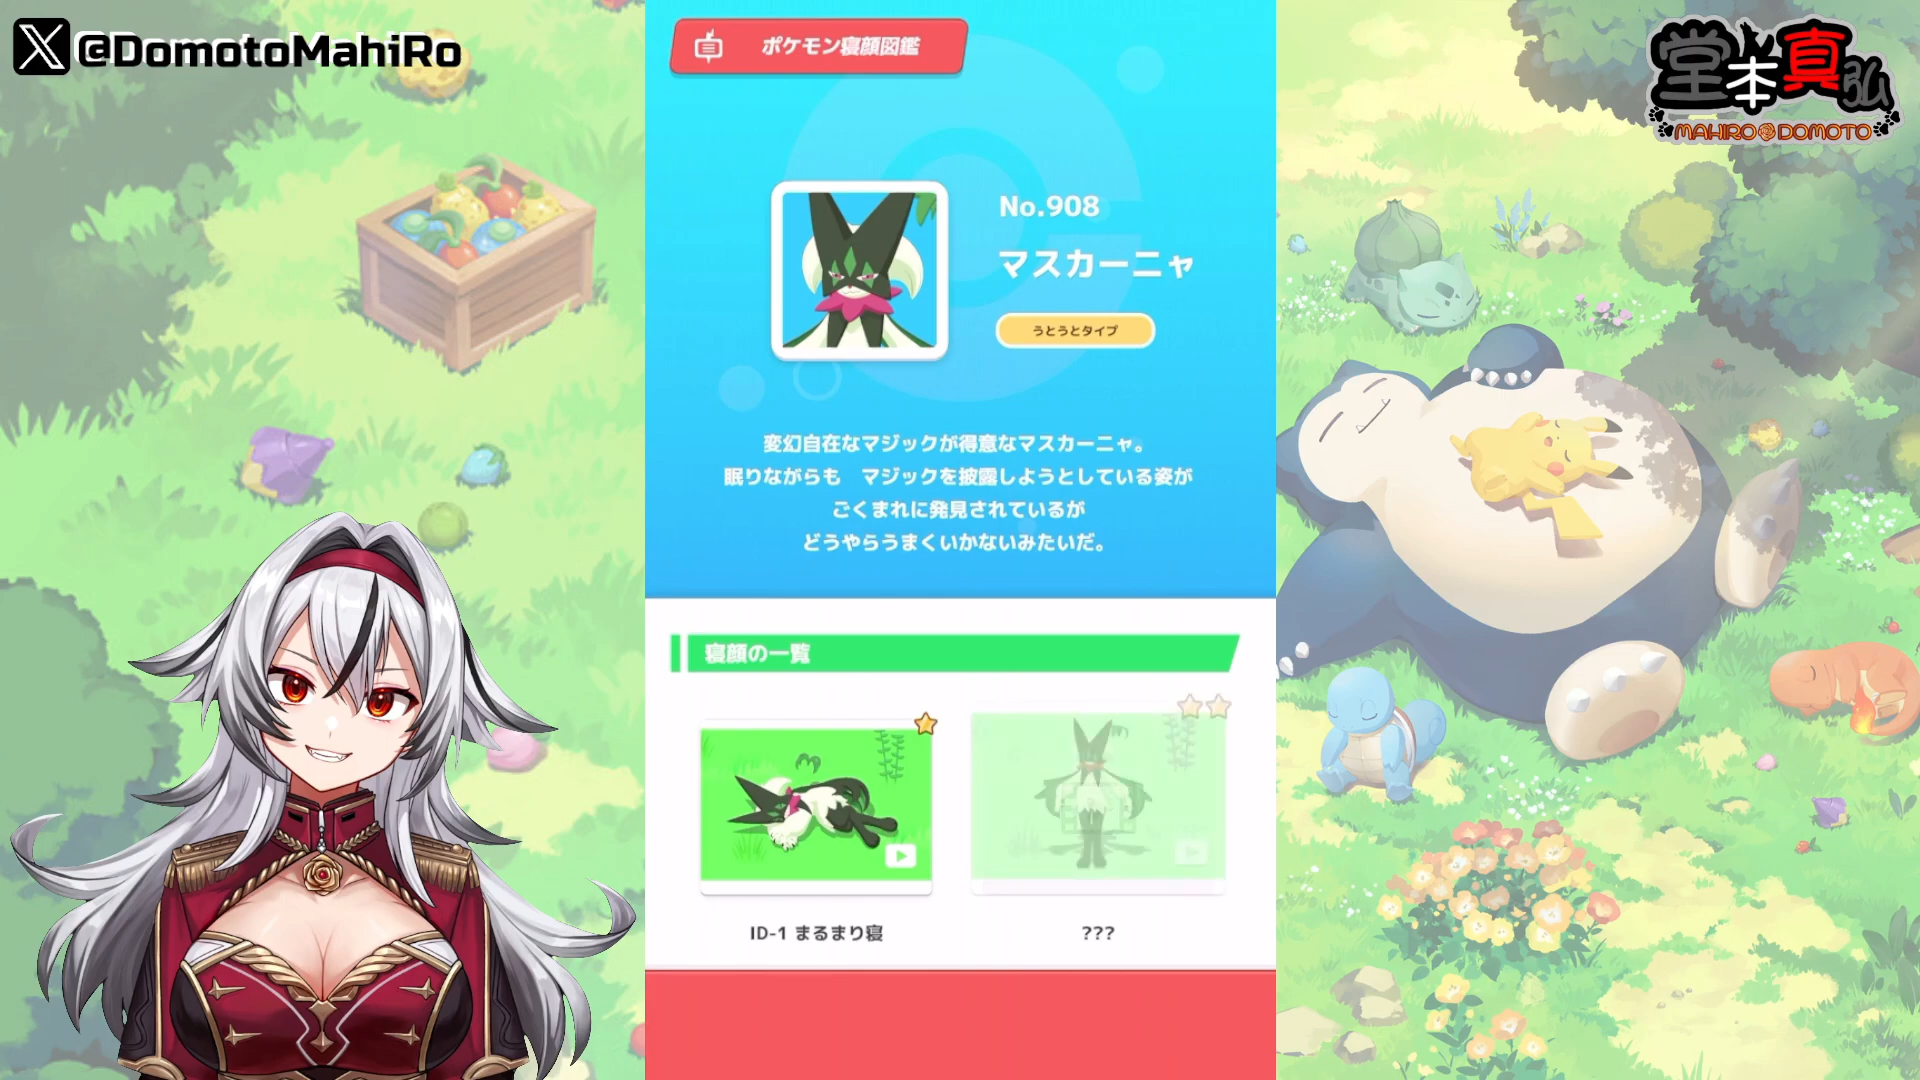 @DomotoMahiRo
堂本真弘
MAHIRO DOMOTO
ポケモン寝顔図鑑
No.908
マスカーニャ
うとうとタイプ
変幻自在なマジックが得意なマスカーニャ。
眠りながらも マジックを披露しようとしている姿が
ごくまれに発見されているが
どうやらうまくいかないみたいだ。
寝顔の一覧
ID-1 まるまり寝
???